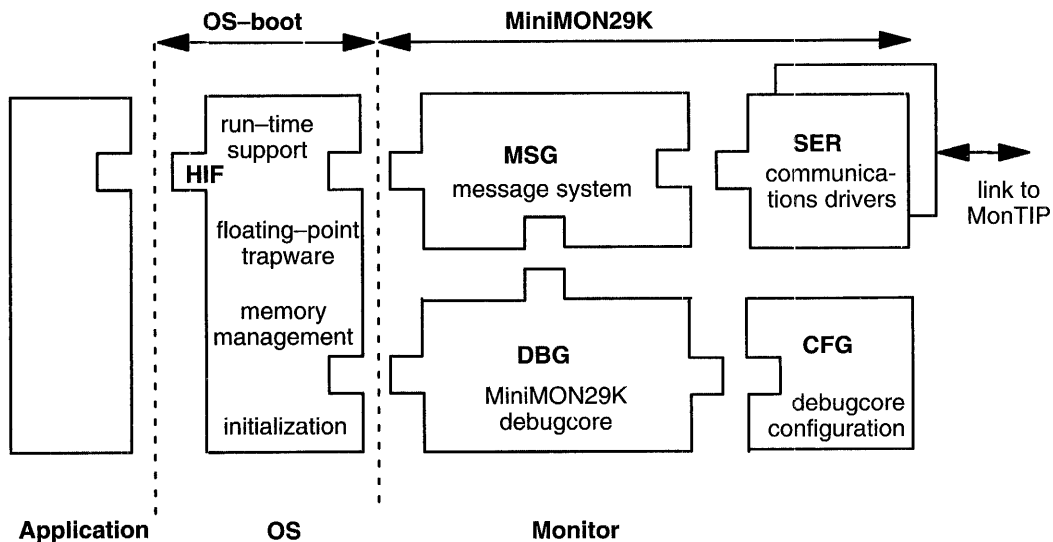 OS–boot
MiniMON29K
run–time
support
HIF
floating–point
trapware
memory
management
initialization
MSG
message system
SER
communica-
tions drivers
link to
MonTIP
DBG
MiniMON29K
debugcore
CFG
debugcore
configuration
Application
OS
Monitor